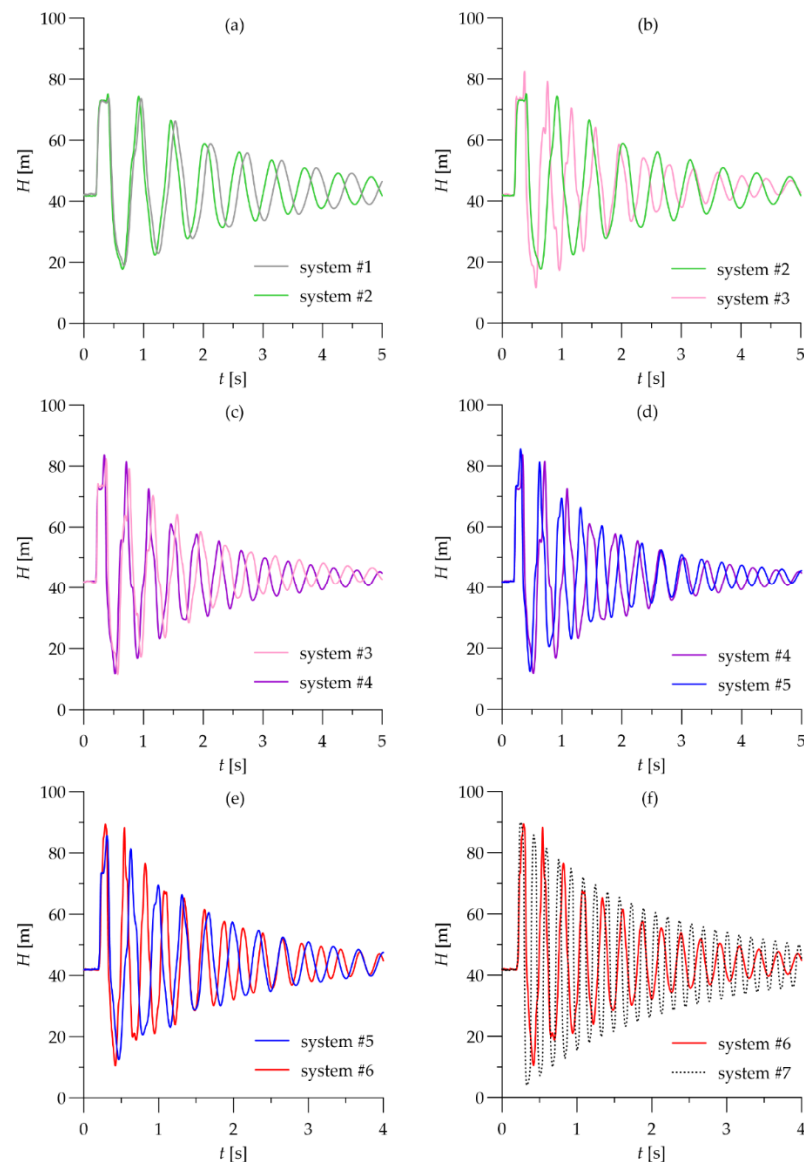 (a)
100
80
60
40
20
0
H [m]
system #1
system #2
0 1 2 3 4 5
t [s]
(b)
100
80
60
40
20
0
H [m]
system #2
system #3
0 1 2 3 4 5
t [s]
(c)
100
80
60
40
20
0
H [m]
system #3
system #4
0 1 2 3 4 5
t [s]
(d)
100
80
60
40
20
0
H [m]
system #4
system #5
0 1 2 3 4 5
t [s]
(e)
100
80
60
40
20
0
H [m]
system #5
system #6
0 1 2 3 4
t [s]
(f)
100
80
60
40
20
0
H [m]
system #6
system #7
0 1 2 3 4
t [s]